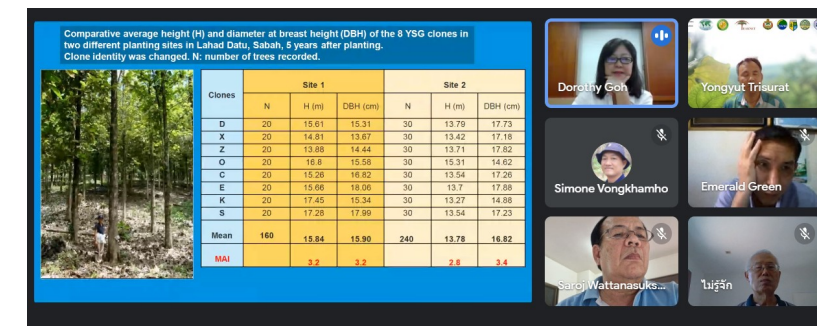 Comparative average height (H) and diameter at breast height (DBH) of the 8 YSG clones in
two different planting sites in Lahad Datu, Sabah, 5 years after planting.
Clone identity was changed. N: number of trees recorded.
Clones Site 1 Site 2
N H (m) DBH (cm) N H (m) DBH (cm)
D 20 15.61 15.31 30 13.79 17.73
X 20 14.81 13.67 30 13.42 17.18
Z 20 13.88 14.44 30 13.71 17.82
O 20 16.8 15.58 30 15.31 14.62
C 20 15.26 16.82 30 13.54 17.26
E 20 15.66 18.06 30 13.7 17.88
K 20 17.45 15.34 30 13.27 14.88
S 20 17.28 17.99 30 13.54 17.23
Mean 160 15.84 15.90 240 13.78 16.82
MAI 3.2 3.2 2.8 3.4
Dorothy Goh
Yongyut Trisurat
Simone Vongkhamho
Emerald Green
Saroj Wattanasuks...
ไม่รู้จัก